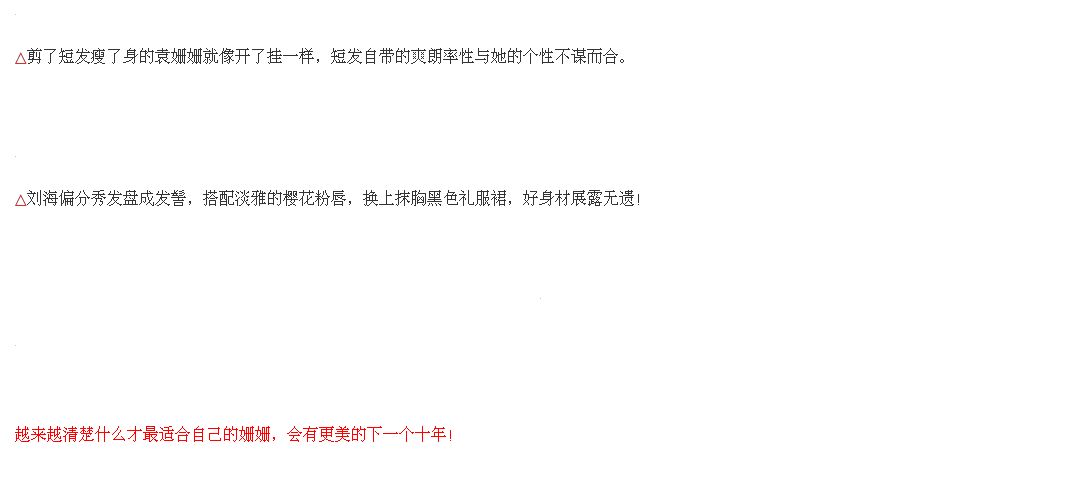 △剪了短发瘦了身的袁姗姗就像开了挂一样，短发自带的爽朗率性与她的个性不谋而合。
△刘海偏分秀发盘成发髻，搭配淡雅的樱花粉唇，换上抹胸黑色礼服裙，好身材展露无遗！
越来越清楚什么才最适合自己的姗姗，会有更美的下一个十年！